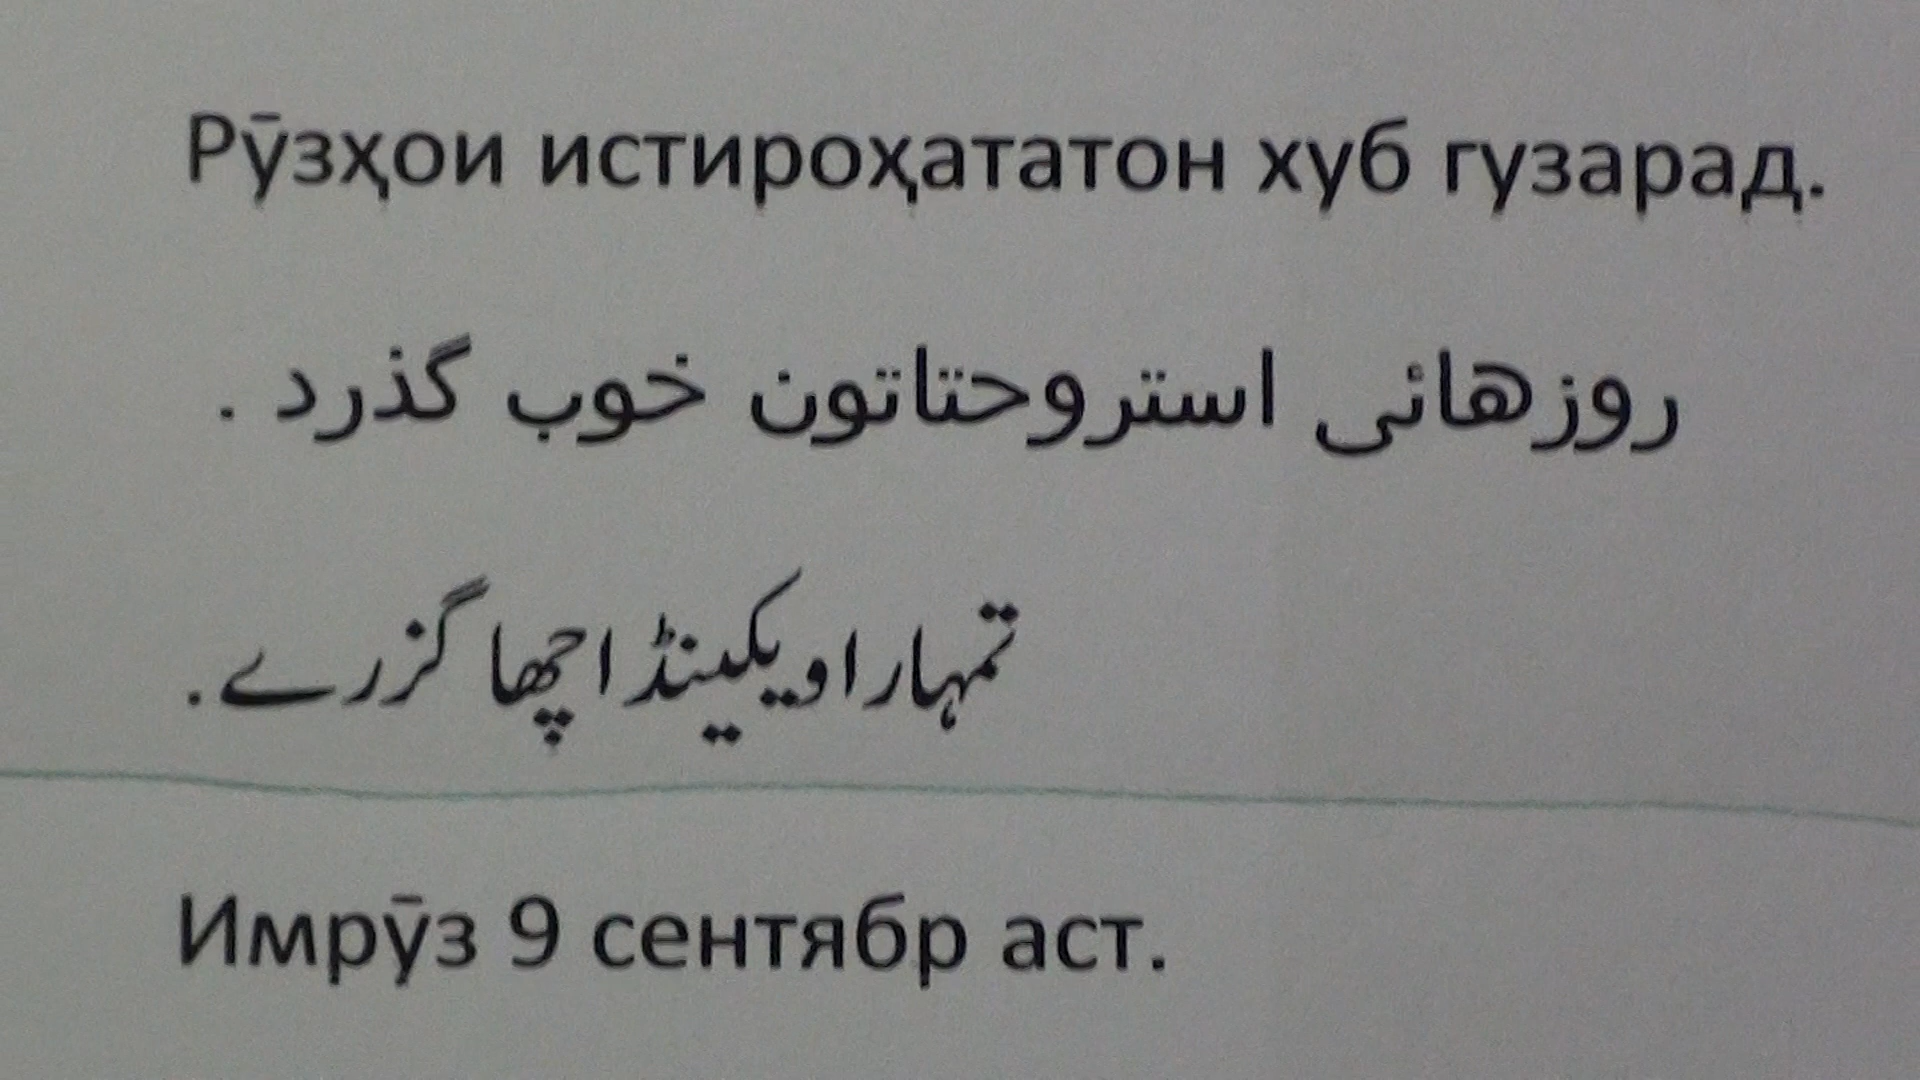 Рӯзҳои истироҳататон хуб гузарад.
روزهائی استروحتاتون خوب گذرد .
تمہارا ویکینڈ اچھا گزرے.
Имрӯз 9 сентябр аст.